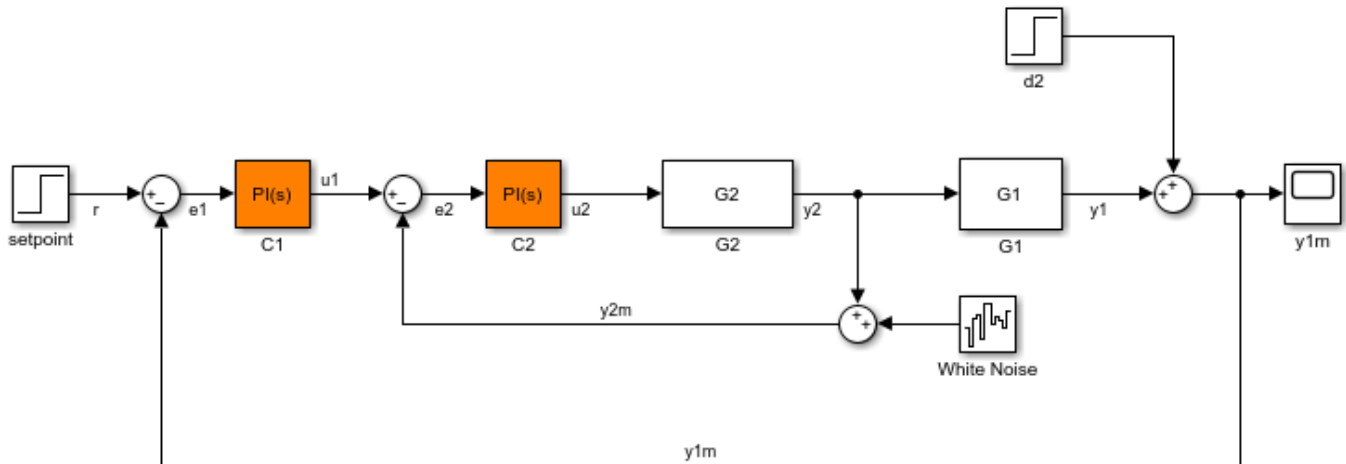 d2
+
+
+
−
PI(s)
u1
+
−
PI(s)
G2
G1
r
e1
e2
u2
y2
y1
setpoint
C1
C2
G2
G1
y1m
y2m
+
+
White Noise
y1m